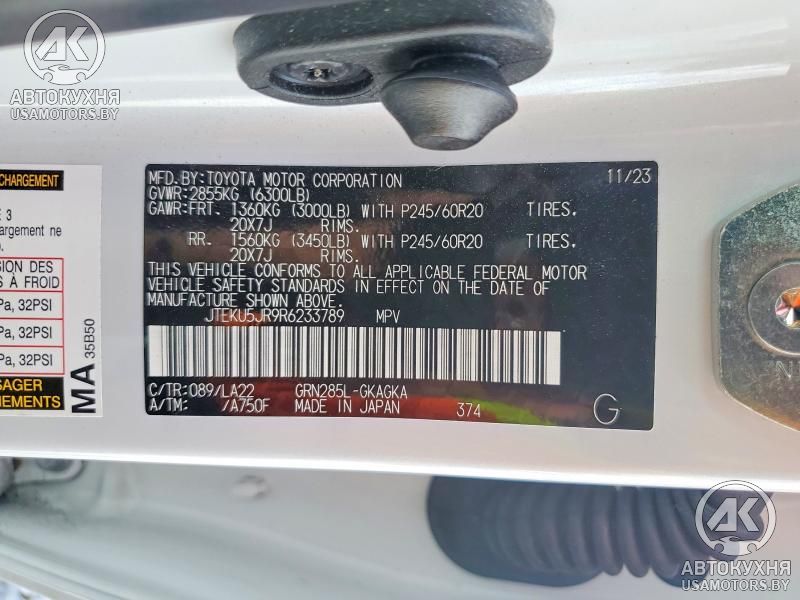 АК
АВТОКУХНЯ
USAMOTORS.BY
CHARGEMENT
E 3
argement ne
SION DES
S À FROID
Pa, 32PSI
Pa, 32PSI
Pa, 32PSI
SAGER
NEMENTS
MA
35B50
MFD. BY: TOYOTA MOTOR CORPORATION 11/23
GVWR: 2855KG (6300LB)
GAWR: FRT. 1360KG (3000LB) WITH P245/60R20 TIRES.
20X7J RIMS.
RR. 1560KG (3450LB) WITH P245/60R20 TIRES.
20X7J RIMS.
THIS VEHICLE CONFORMS TO ALL APPLICABLE FEDERAL MOTOR
VEHICLE SAFETY STANDARDS IN EFFECT ON THE DATE OF
MANUFACTURE SHOWN ABOVE.
JTEKU5JR9R6233789 MPV
C/TR: 089/LA22 GRN285L-GKAGKA
A/TM: /A750F MADE IN JAPAN 374 G
АК
АВТОКУХНЯ
USAMOTORS.BY